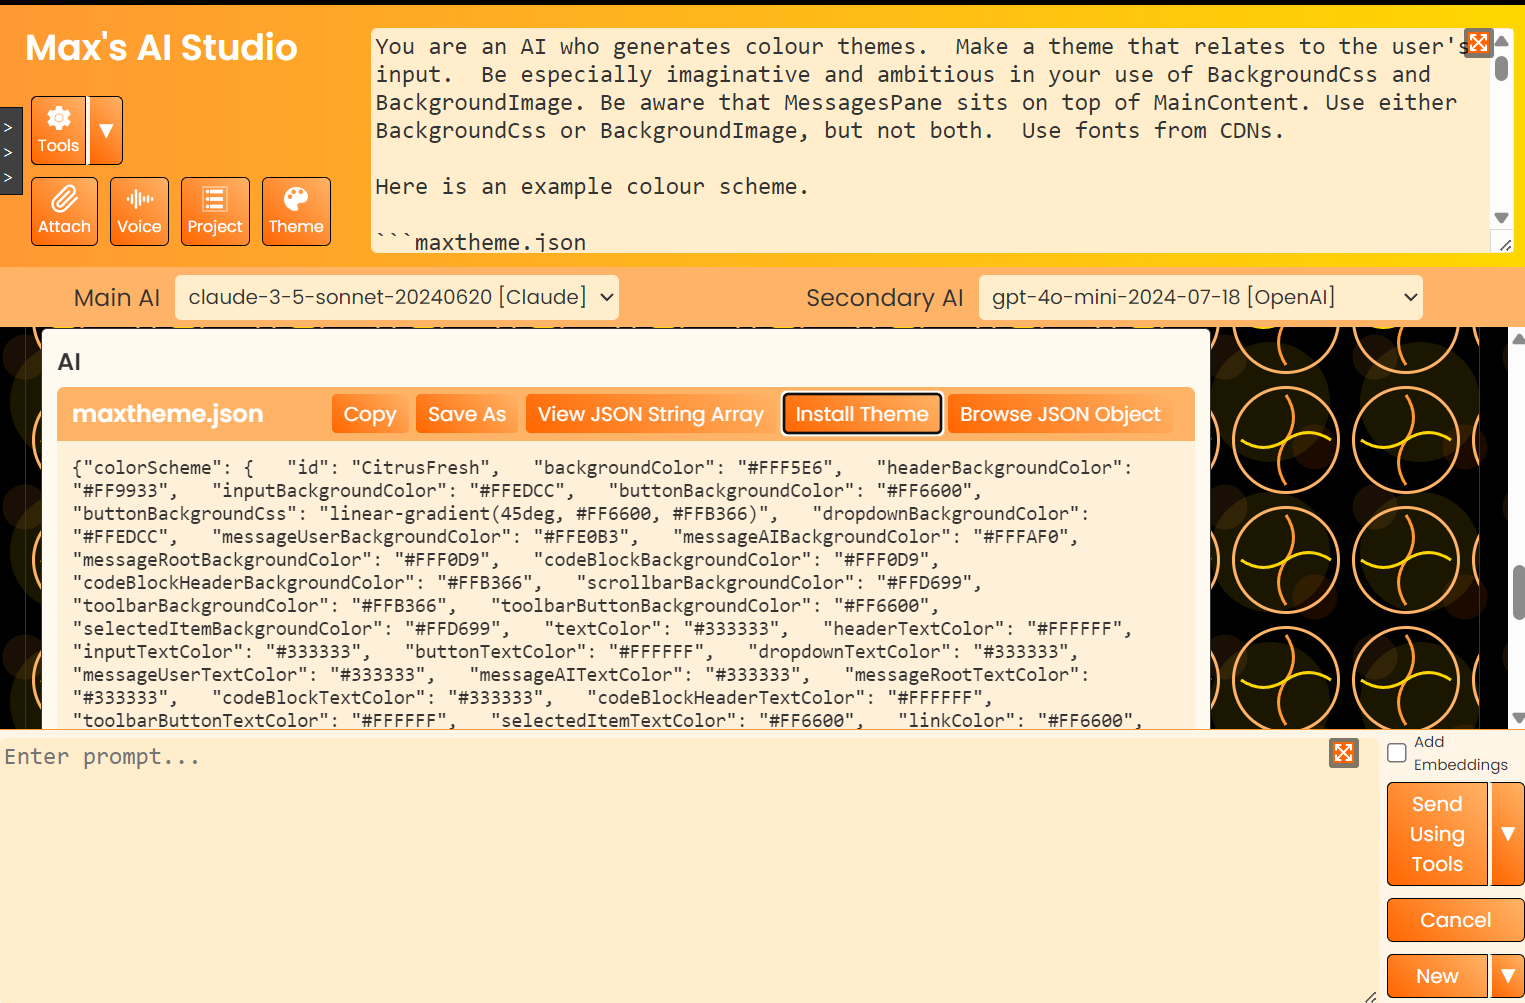 Max's AI Studio
You are an AI who generates colour themes.  Make a theme that relates to the user's
input.  Be especially imaginative and ambitious in your use of BackgroundCss and
BackgroundImage. Be aware that MessagesPane sits on top of MainContent. Use either
BackgroundCss or BackgroundImage, but not both.  Use fonts from CDNs.
Here is an example colour scheme.
```maxtheme.json
>
>
>
Tools ▼
Attach Voice Project Theme
Main AI claude-3-5-sonnet-20240620 [Claude] Secondary AI gpt-4o-mini-2024-07-18 [OpenAI]
AI
maxtheme.json Copy Save As View JSON String Array Install Theme Browse JSON Object
{"colorScheme": {   "id": "CitrusFresh",   "backgroundColor": "#FFF5E6",   "headerBackgroundColor":
"#FF9933",   "inputBackgroundColor": "#FFEDCC",   "buttonBackgroundColor": "#FF6600",
"buttonBackgroundCss": "linear-gradient(45deg, #FF6600, #FFB366)",   "dropdownBackgroundColor":
"#FFEDCC",   "messageUserBackgroundColor": "#FFE0B3",   "messageAIBackgroundColor": "#FFFAF0",
"messageRootBackgroundColor": "#FFF0D9",   "codeBlockBackgroundColor": "#FFF0D9",
"codeBlockHeaderBackgroundColor": "#FFB366",   "scrollbarBackgroundColor": "#FFD699",
"toolbarBackgroundColor": "#FFB366",   "toolbarButtonBackgroundColor": "#FF6600",
"selectedItemBackgroundColor": "#FFD699",   "textColor": "#333333",   "headerTextColor": "#FFFFFF",
"inputTextColor": "#333333",   "buttonTextColor": "#FFFFFF",   "dropdownTextColor": "#333333",
"messageUserTextColor": "#333333",   "messageAITextColor": "#333333",   "messageRootTextColor":
"#333333",   "codeBlockTextColor": "#333333",   "codeBlockHeaderTextColor": "#FFFFFF",
"toolbarButtonTextColor": "#FFFFFF",   "selectedItemTextColor": "#FF6600",   "linkColor": "#FF6600",
Enter prompt...
Add
Embeddings
Send
Using
Tools
▼
Cancel
New ▼